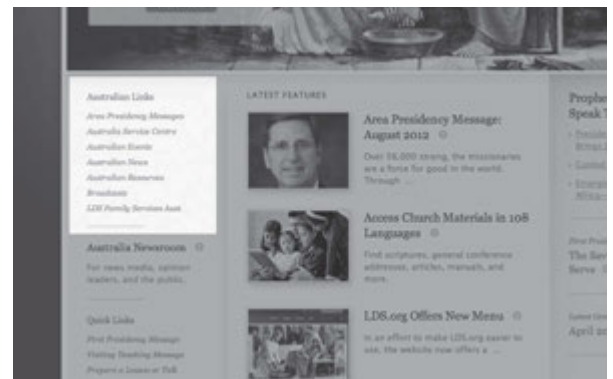 Australian Links
Area Presidency Messages
Australia Service Centre
Australian Events
Australian News
Australian Resources
Broadcasts
LDS Family Services Aust
Australia Newsroom
For news media, opinion
leaders, and the public.
Quick Links
First Presidency Message
Visiting Teaching Message
Prepare a Lesson or Talk
LATEST FEATURES
Area Presidency Message:
August 2012
Over 56,000 strong, the missionaries
are a force for good in the world.
Through ...
Access Church Materials in 108
Languages
Find scriptures, general conference
addresses, articles, manuals, and
more.
LDS.org Offers New Menu
In an effort to make LDS.org easier to
use, the website now offers a ...
Speak
April